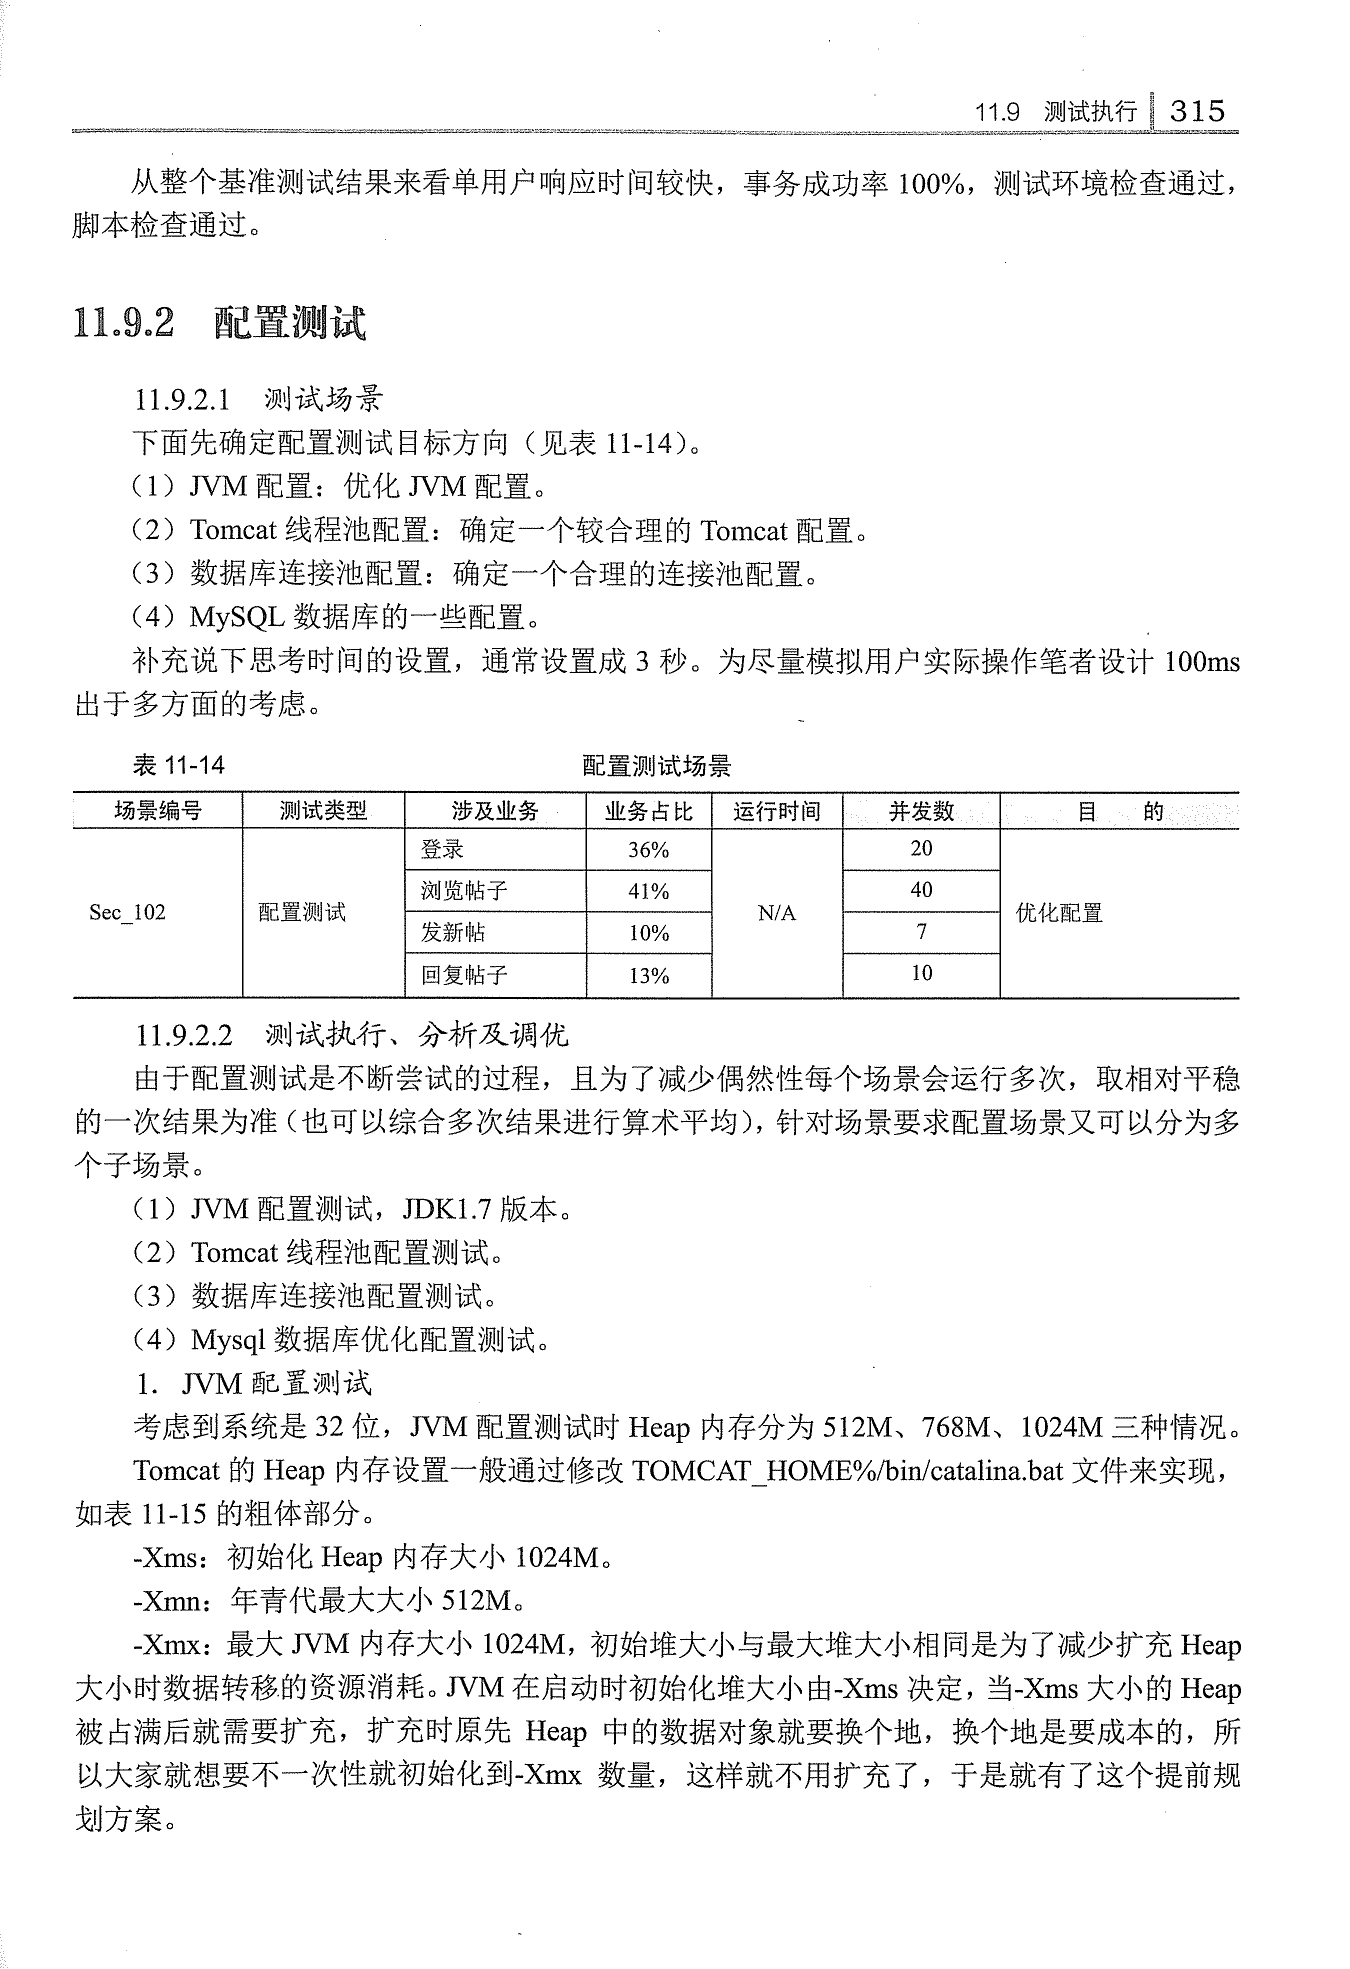 11.9 测试执行 315
从整个基准测试结果来看单用户响应时间较快，事务成功率 100%，测试环境检查通过，
脚本检查通过。
11.9.2 配置测试
11.9.2.1 测试场景
下面先确定配置测试目标方向（见表 11-14）。
（1）JVM 配置：优化 JVM 配置。
（2）Tomcat 线程池配置：确定一个较合理的 Tomcat 配置。
（3）数据库连接池配置：确定一个合理的连接池配置。
（4）MySQL 数据库的一些配置。
补充说下思考时间的设置，通常设置成 3 秒。为尽量模拟用户实际操作笔者设计 100ms
出于多方面的考虑。
表 11-14 配置测试场景
场景编号 测试类型 涉及业务 业务占比 运行时间 并发数 目 的
登录 36% 20
浏览帖子 41% 40
Sec_102 配置测试 N/A 优化配置
发新帖 10% 7
回复帖子 13% 10
11.9.2.2 测试执行、分析及调优
由于配置测试是不断尝试的过程，且为了减少偶然性每个场景会运行多次，取相对平稳
的一次结果为准（也可以综合多次结果进行算术平均），针对场景要求配置场景又可以分为多
个子场景。
（1）JVM 配置测试，JDK1.7 版本。
（2）Tomcat 线程池配置测试。
（3）数据库连接池配置测试。
（4）Mysql 数据库优化配置测试。
1. JVM 配置测试
考虑到系统是 32 位，JVM 配置测试时 Heap 内存分为 512M、768M、1024M 三种情况。
Tomcat 的 Heap 内存设置一般通过修改 TOMCAT_HOME%/bin/catalina.bat 文件来实现，
如表 11-15 的粗体部分。
-Xms：初始化 Heap 内存大小 1024M。
-Xmn：年青代最大大小 512M。
-Xmx：最大 JVM 内存大小 1024M，初始堆大小与最大堆大小相同是为了减少扩充 Heap
大小时数据转移的资源消耗。JVM 在启动时初始化堆大小由-Xms 决定，当-Xms 大小的 Heap
被占满后就需要扩充，扩充时原先 Heap 中的数据对象就要换个地，换个地是要成本的，所
以大家就想要不一次性就初始化到-Xmx 数量，这样就不用扩充了，于是就有了这个提前规
划方案。